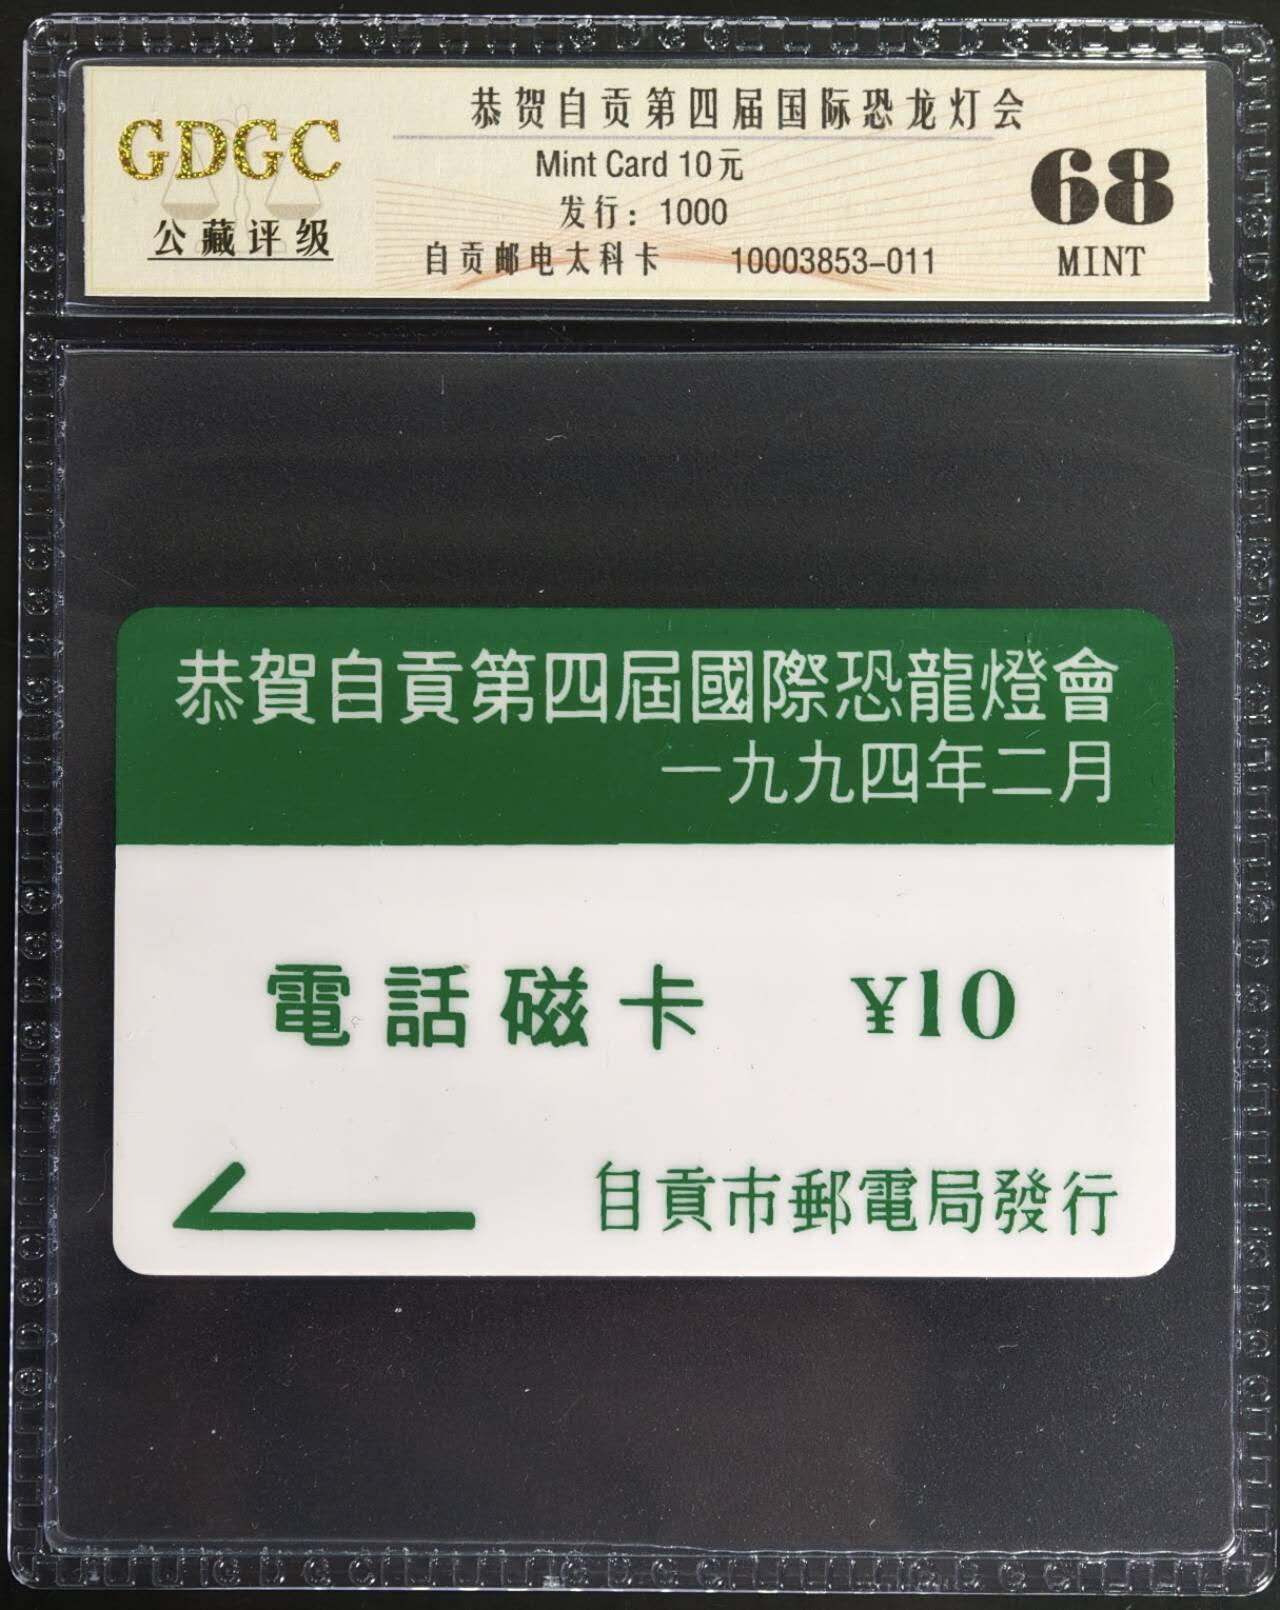 GDGC
公藏评级
恭贺自贡第四届国际恐龙灯会
Mint Card 10元
发行：1000
自贡邮电太科卡 10003853-011
68
MINT
恭賀自貢第四屆國際恐龍燈會
一九九四年二月
電話磁卡 ¥10
自貢市郵電局發行